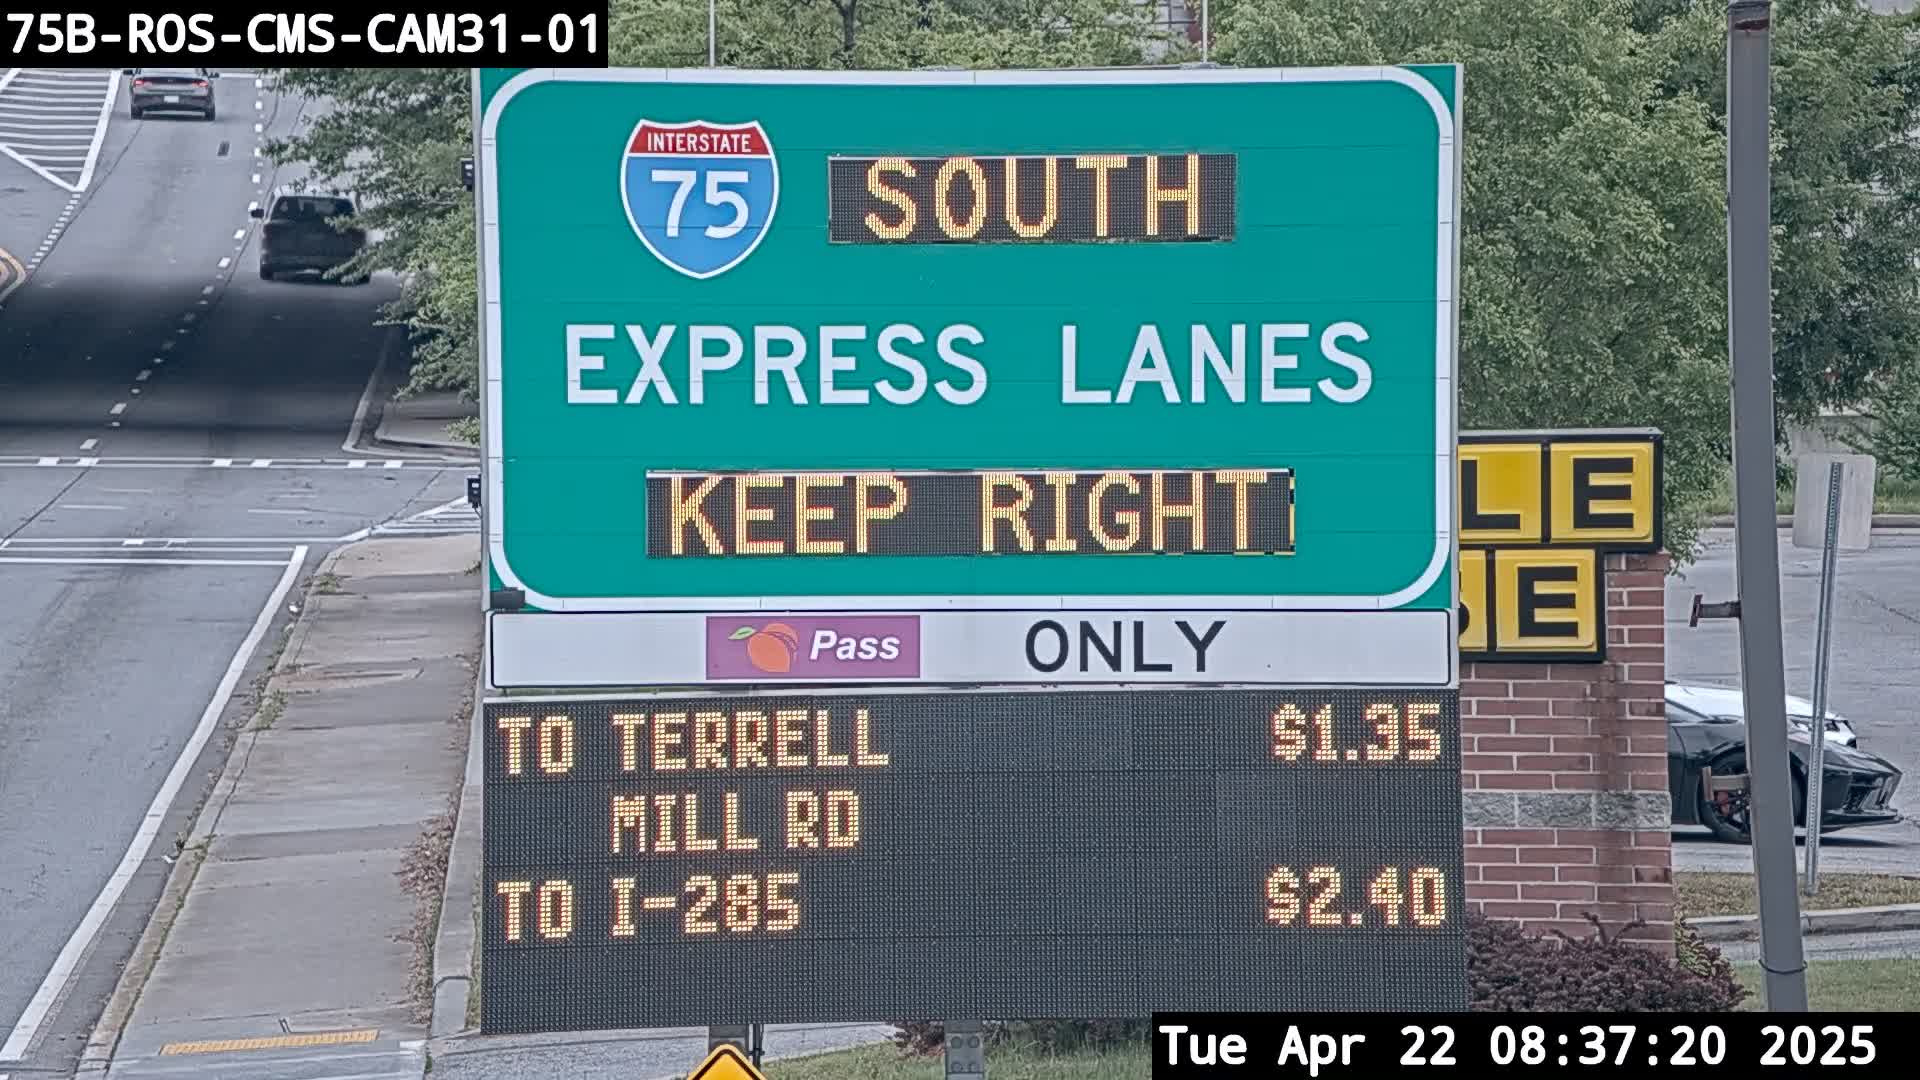 75B-ROS-CMS-CAM31-01
INTERSTATE
75
SOUTH
EXPRESS LANES
KEEP RIGHT
LE
E
Pass ONLY
TO TERRELL $1.35
MILL RD
TO I-285 $2.40
Tue Apr 22 08:37:20 2025